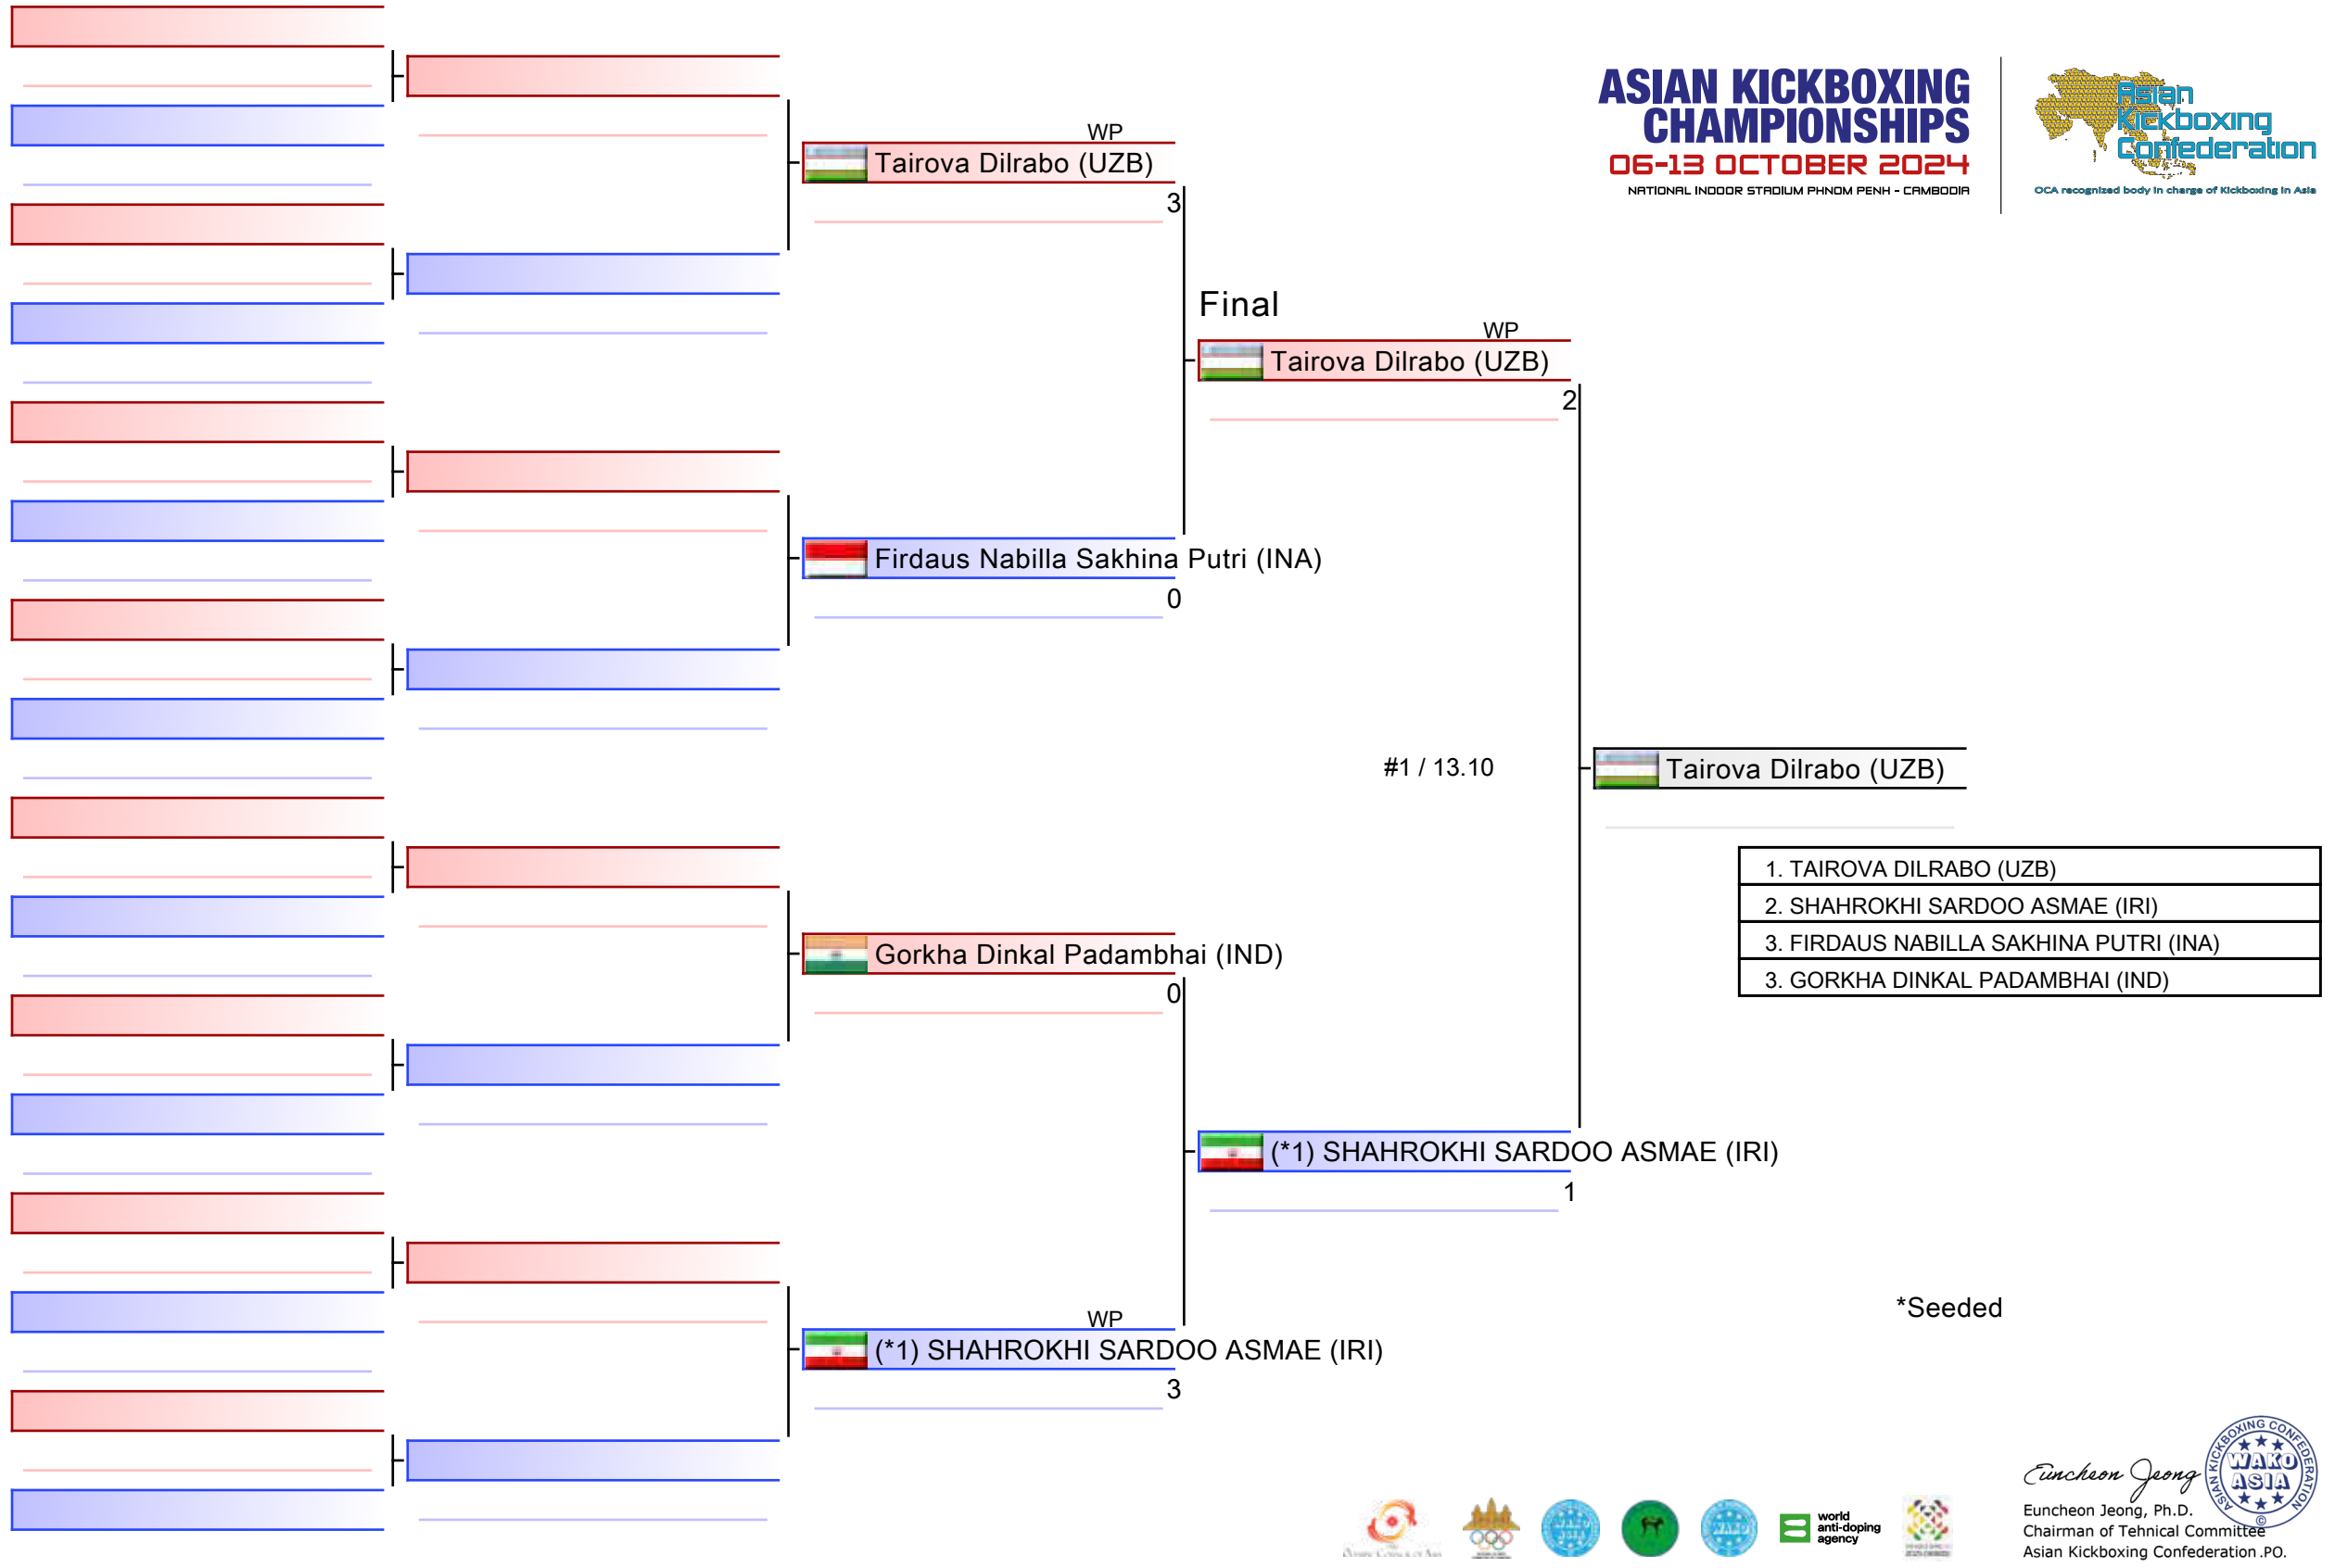 ASIAN KICKBOXING
CHAMPIONSHIPS
06-13 OCTOBER 2024
NATIONAL INDOOR STADIUM PHNOM PENH - CAMBODIA
Asian
Kickboxing
Confederation
OCA recognized body in charge of Kickboxing in Asia
WP
Tairova Dilrabo (UZB)
3
Final
WP
Tairova Dilrabo (UZB)
2
Firdaus Nabilla Sakhina Putri (INA)
0
#1 / 13.10
Tairova Dilrabo (UZB)
1. TAIROVA DILRABO (UZB)
2. SHAHROKHI SARDOO ASMAE (IRI)
3. FIRDAUS NABILLA SAKHINA PUTRI (INA)
3. GORKHA DINKAL PADAMBHAI (IND)
Gorkha Dinkal Padambhai (IND)
0
(*1) SHAHROKHI SARDOO ASMAE (IRI)
1
*Seeded
WP
(*1) SHAHROKHI SARDOO ASMAE (IRI)
3
Euncheon Jeong
ASIAN KICKBOXING CONFEDERATION
WAKO
ASIA
©
world
anti-doping
agency
Euncheon Jeong, Ph.D.
Chairman of Tehnical Committee
Asian Kickboxing Confederation .PO.